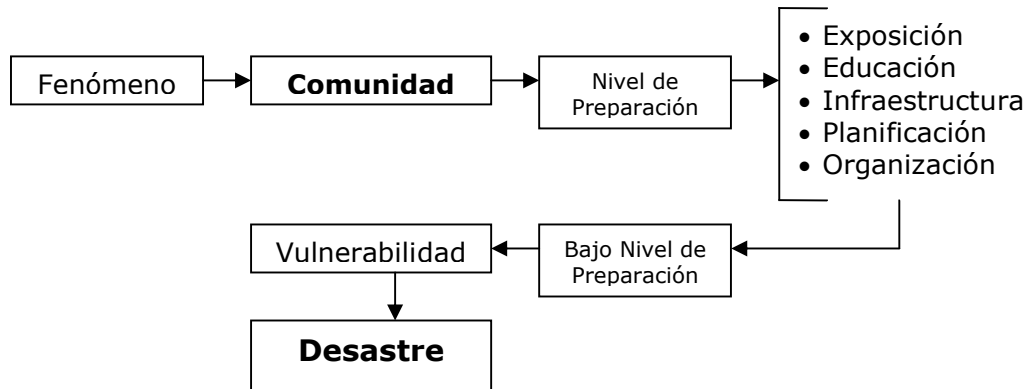 Fenómeno
Comunidad
Nivel de
Preparación
• Exposición
• Educación
• Infraestructura
• Planificación
• Organización
Bajo Nivel de
Preparación
Vulnerabilidad
Desastre